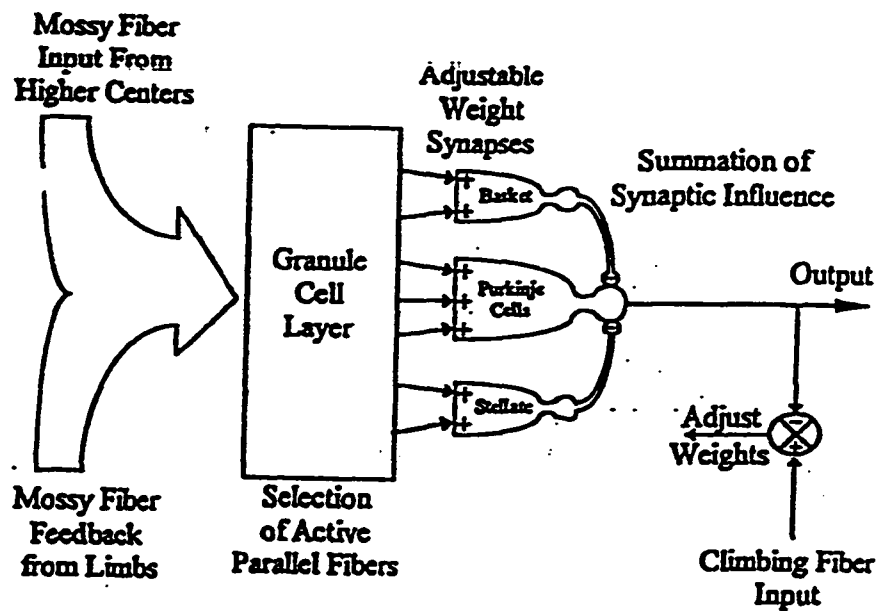 Mossy Fiber
Input From
Higher Centers
Adjustable
Weight
Synapses
Summation of
Synaptic Influence
Granule
Cell
Layer
+
+
Basket
+
+
+
Purkinje
Cells
+
+
Stellate
Output
−
+
Adjust
Weights
Mossy Fiber
Feedback
from Limbs
Selection
of Active
Parallel Fibers
Climbing Fiber
Input